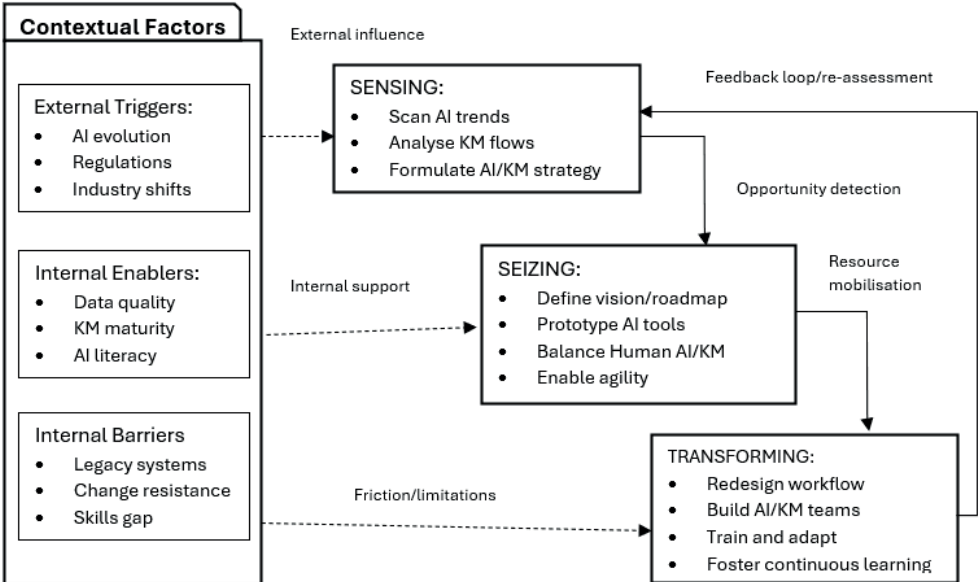 Contextual Factors
External Triggers:
• AI evolution
• Regulations
• Industry shifts
Internal Enablers:
• Data quality
• KM maturity
• AI literacy
Internal Barriers
• Legacy systems
• Change resistance
• Skills gap
External influence
SENSING:
• Scan AI trends
• Analyse KM flows
• Formulate AI/KM strategy
Feedback loop/re-assessment
Opportunity detection
Internal support
SEIZING:
• Define vision/roadmap
• Prototype AI tools
• Balance Human AI/KM
• Enable agility
Resource
mobilisation
Friction/limitations
TRANSFORMING:
• Redesign workflow
• Build AI/KM teams
• Train and adapt
• Foster continuous learning